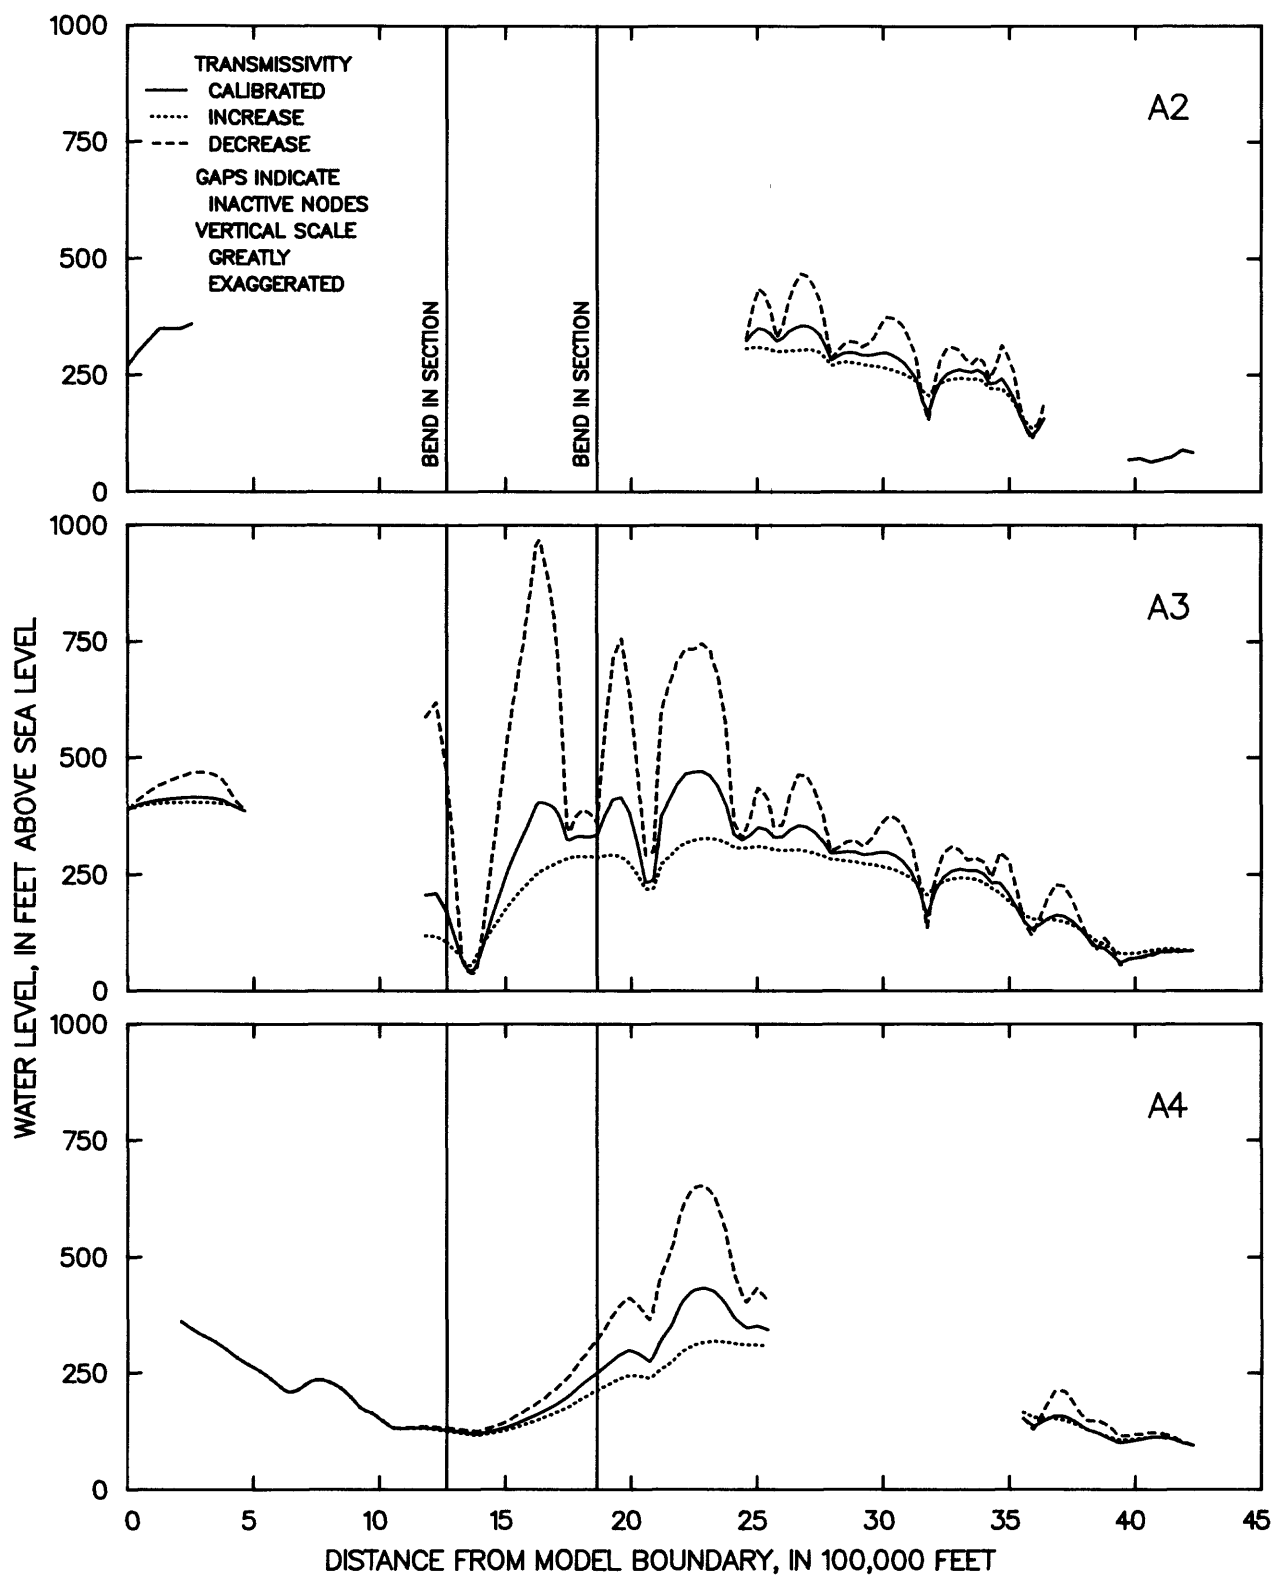 1000
750
500
250
0
TRANSMISSIVITY
CALIBRATED
INCREASE
DECREASE
GAPS INDICATE
INACTIVE NODES
VERTICAL SCALE
GREATLY
EXAGGERATED
BEND IN SECTION
BEND IN SECTION
A2
1000
750
500
250
0
A3
1000
750
500
250
0
A4
WATER LEVEL, IN FEET ABOVE SEA LEVEL
0 5 10 15 20 25 30 35 40 45
DISTANCE FROM MODEL BOUNDARY, IN 100,000 FEET